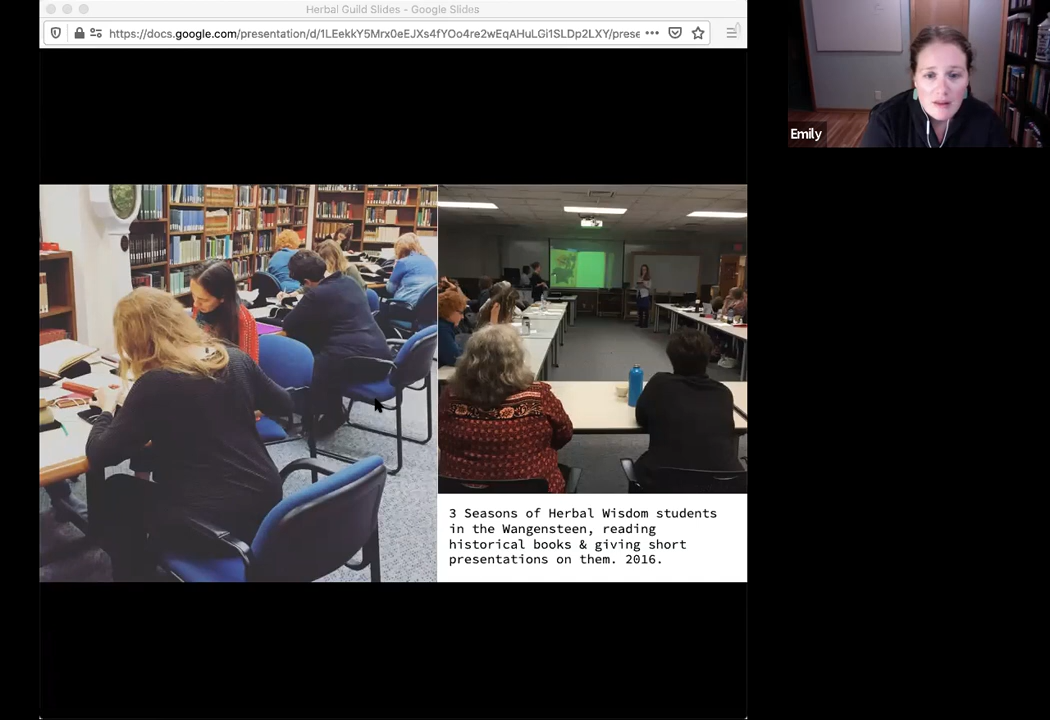 Herbal Guild Slides - Google Slides
https://docs.google.com/presentation/d/1LEekkY5Mrx0eEJXs4fYOo4re2wEqAHuLGi1SLDp2LXY/prese
Emily
3 Seasons of Herbal Wisdom students
in the Wangensteen, reading
historical books & giving short
presentations on them. 2016.